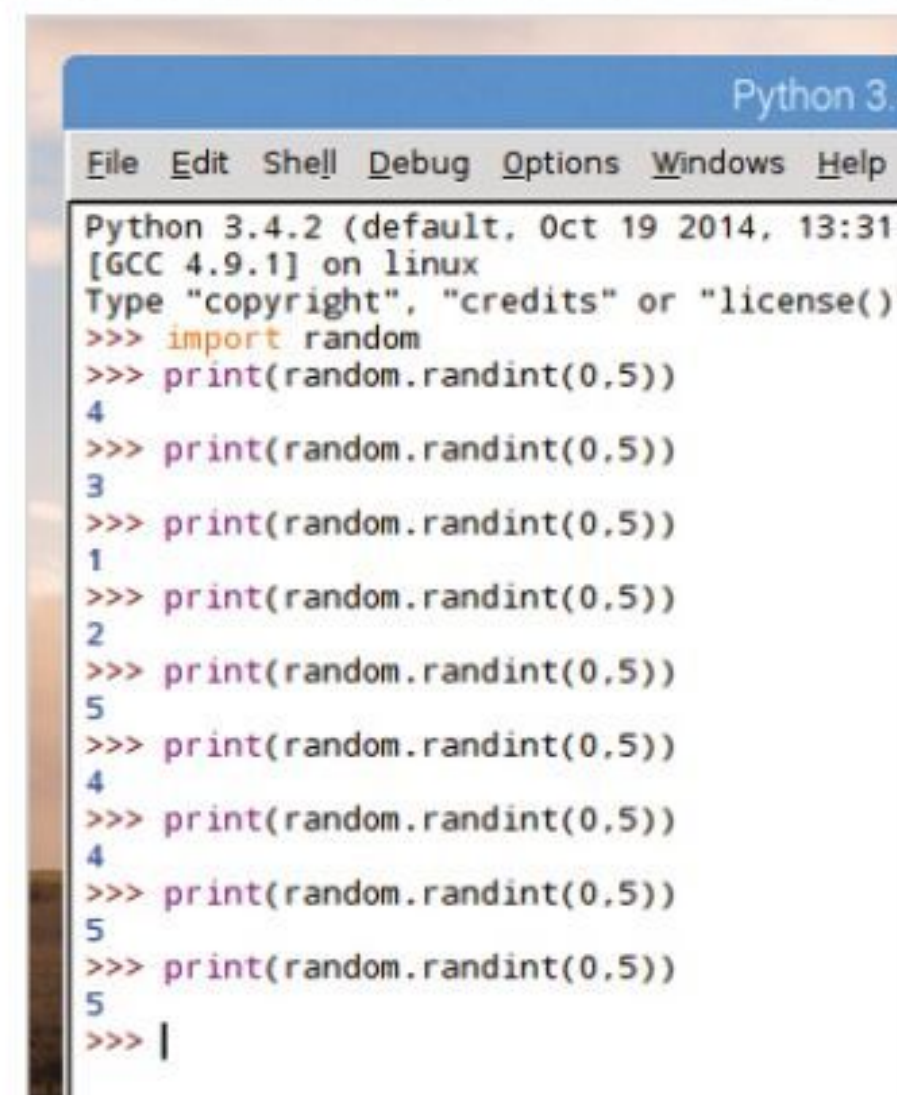 Python 3.
File Edit Shell Debug Options Windows Help
Python 3.4.2 (default, Oct 19 2014, 13:31
[GCC 4.9.1] on linux
Type "copyright", "credits" or "license()
>>> import random
>>> print(random.randint(0,5))
4
>>> print(random.randint(0,5))
3
>>> print(random.randint(0,5))
1
>>> print(random.randint(0,5))
2
>>> print(random.randint(0,5))
5
>>> print(random.randint(0,5))
4
>>> print(random.randint(0,5))
4
>>> print(random.randint(0,5))
5
>>> print(random.randint(0,5))
5
>>>